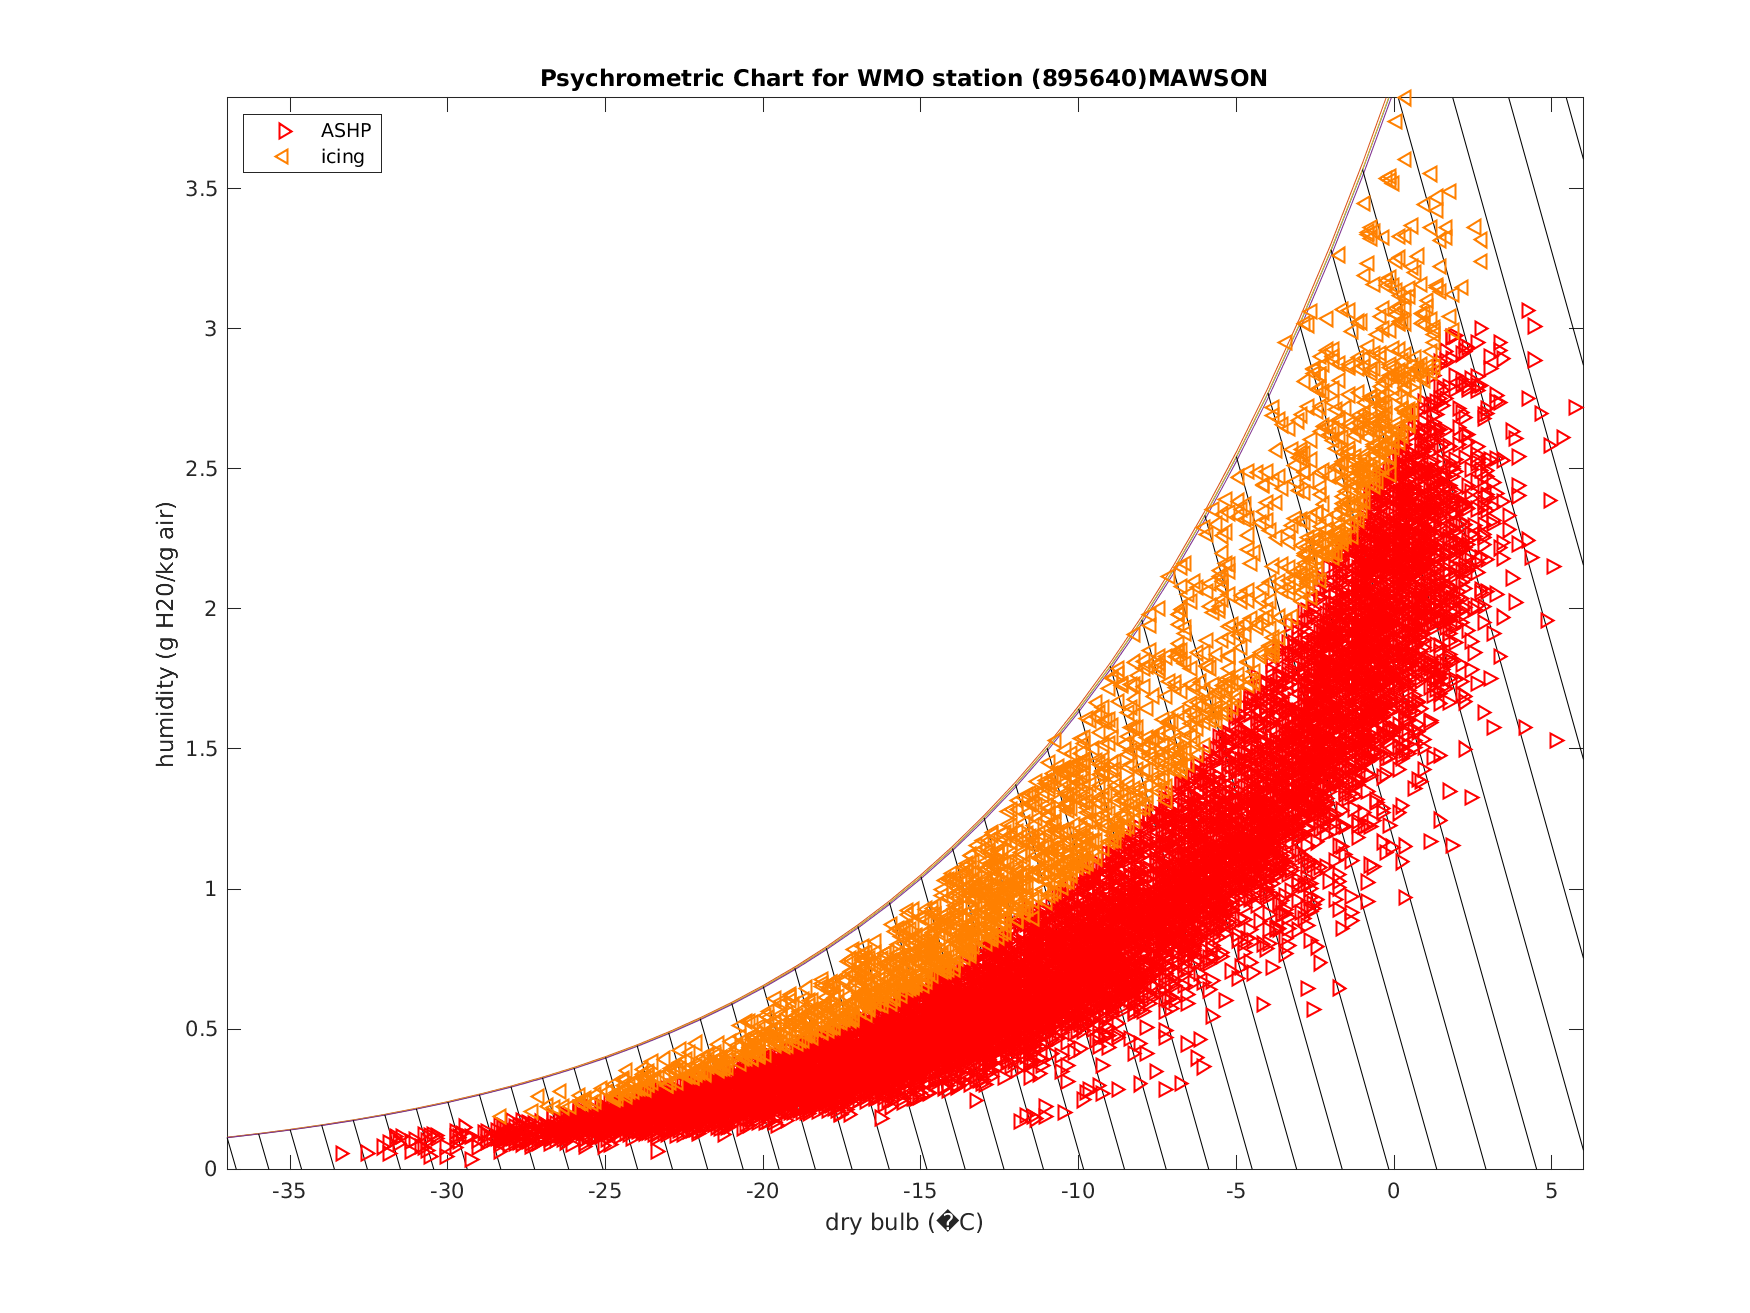 Psychrometric Chart for WMO station (895640)MAWSON
ASHP
icing
3.5
3
2.5
2
1.5
1
0.5
0
humidity (g H20/kg air)
-35 -30 -25 -20 -15 -10 -5 0 5
dry bulb (�C)